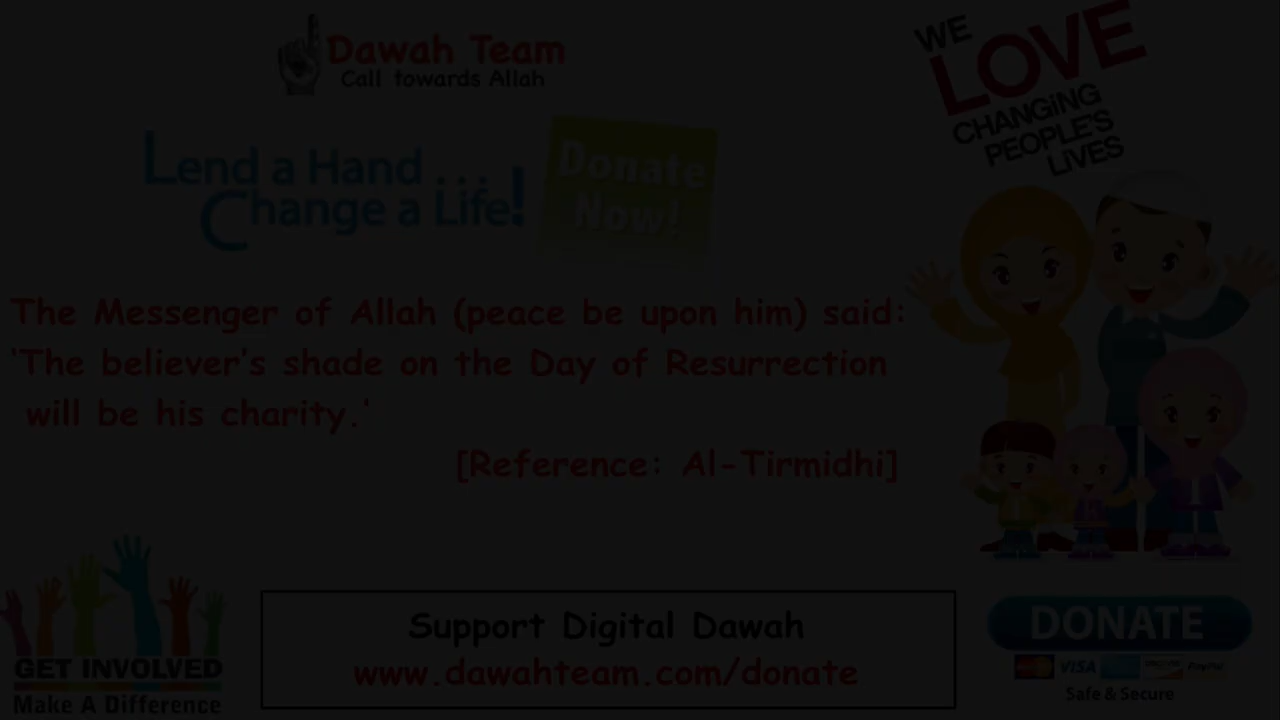 Dawah Team
Call towards Allah
WE
LOVE
CHANGiNG
PEOPLE'S
LIVES
Lend a Hand . . .
Change a Life!
Donate
Now!
The Messenger of Allah (peace be upon him) said:
'The believer's shade on the Day of Resurrection
will be his charity.'
[Reference: Al-Tirmidhi]
GET INVOLVED
Make A Difference
Support Digital Dawah
www.dawahteam.com/donate
DONATE
VISA
PayPal
Safe & Secure